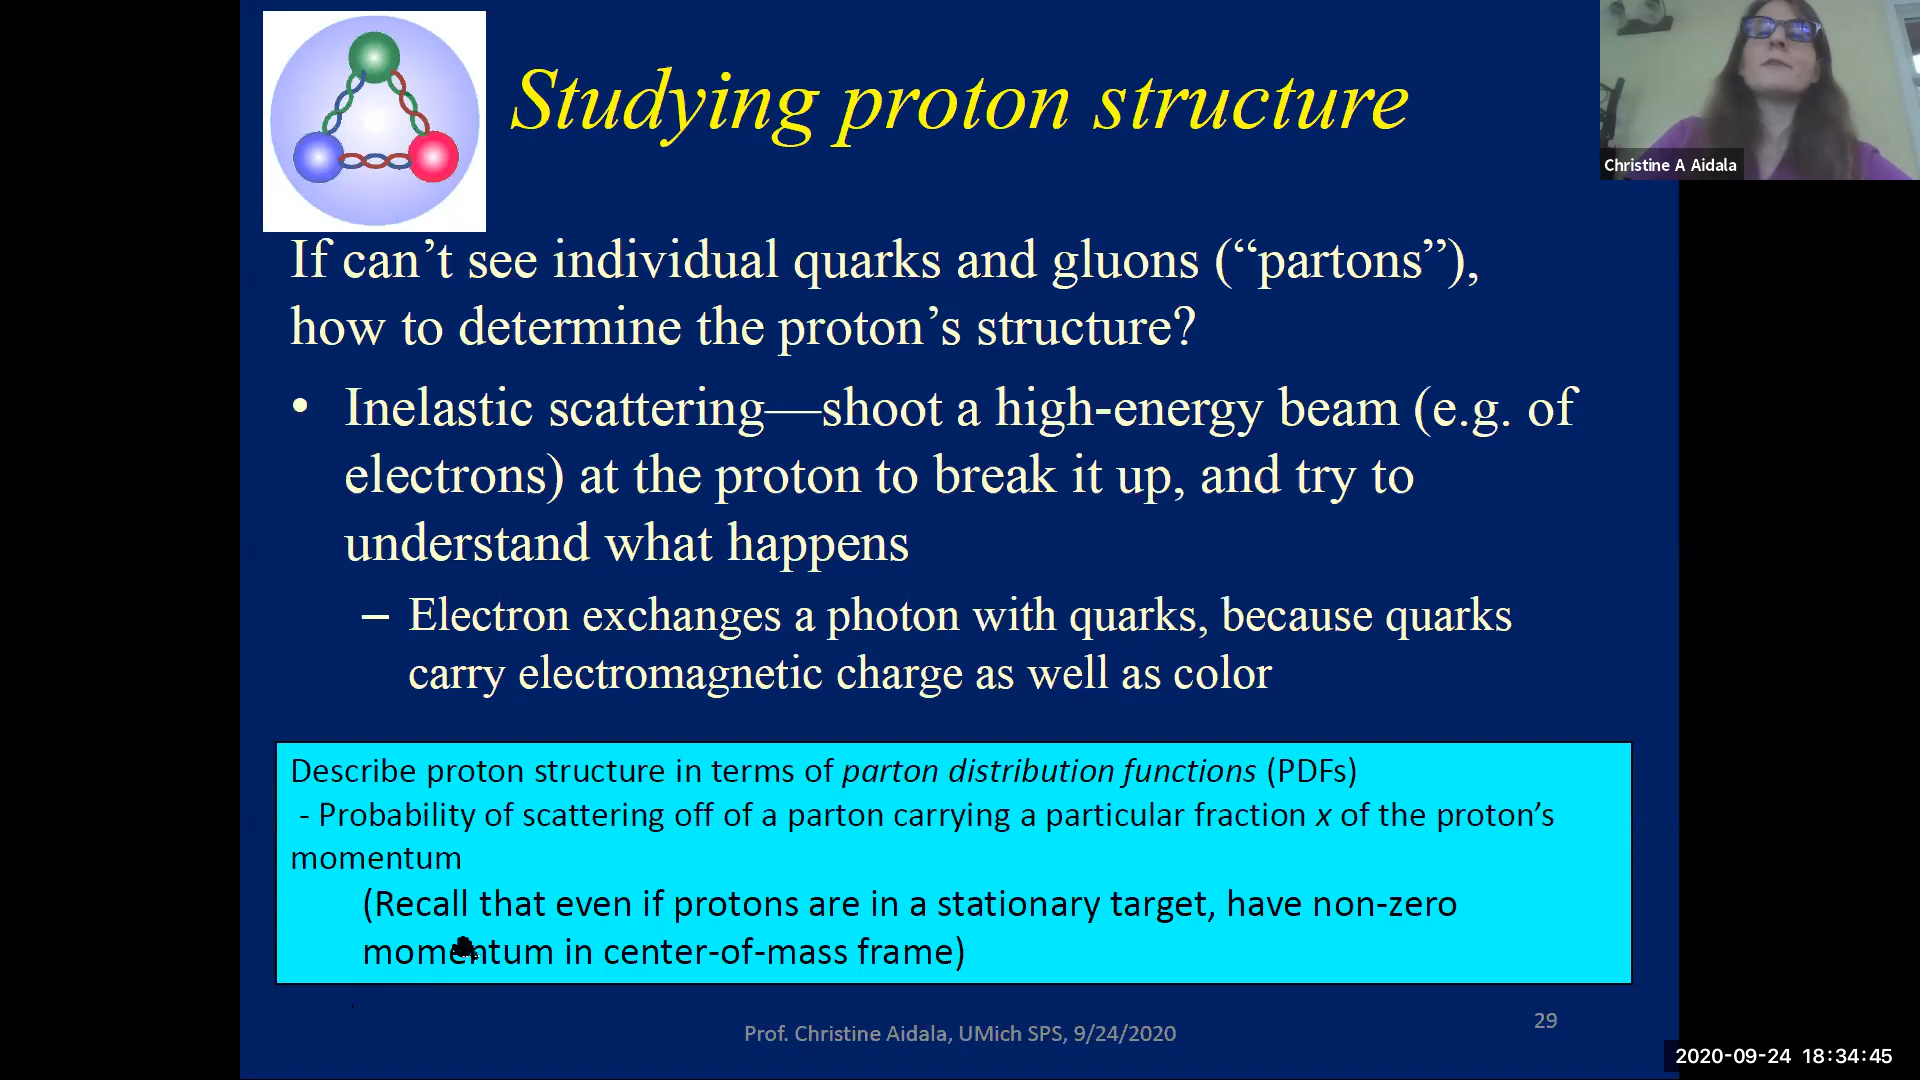 Studying proton structure
Christine A Aidala
If can’t see individual quarks and gluons (“partons”),
how to determine the proton’s structure?
• Inelastic scattering—shoot a high-energy beam (e.g. of
electrons) at the proton to break it up, and try to
understand what happens
– Electron exchanges a photon with quarks, because quarks
carry electromagnetic charge as well as color
Describe proton structure in terms of parton distribution functions (PDFs)
- Probability of scattering off of a parton carrying a particular fraction x of the proton’s
momentum
(Recall that even if protons are in a stationary target, have non-zero
momentum in center-of-mass frame)
Prof. Christine Aidala, UMich SPS, 9/24/2020
29
2020-09-24 18:34:45